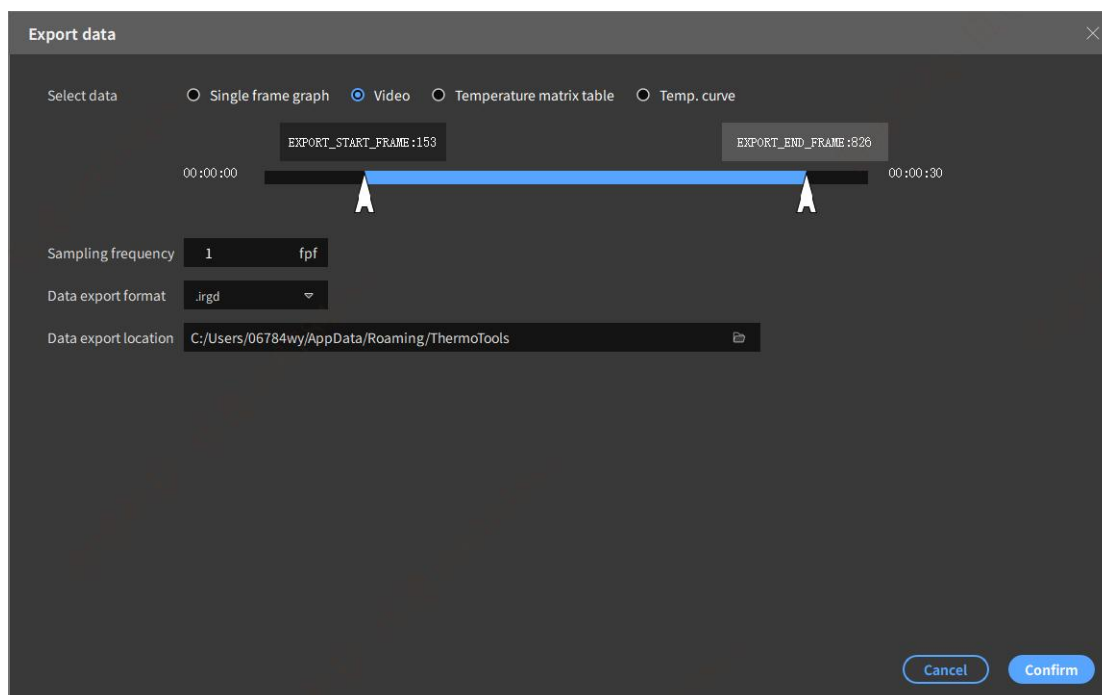 Export data
Select data Single frame graph Video Temperature matrix table Temp. curve
EXPORT_START_FRAME:153 EXPORT_END_FRAME:826
00:00:00 00:00:30
Sampling frequency 1 fpf
Data export format .irgd
Data export location C:/Users/06784wy/AppData/Roaming/ThermoTools
Cancel Confirm